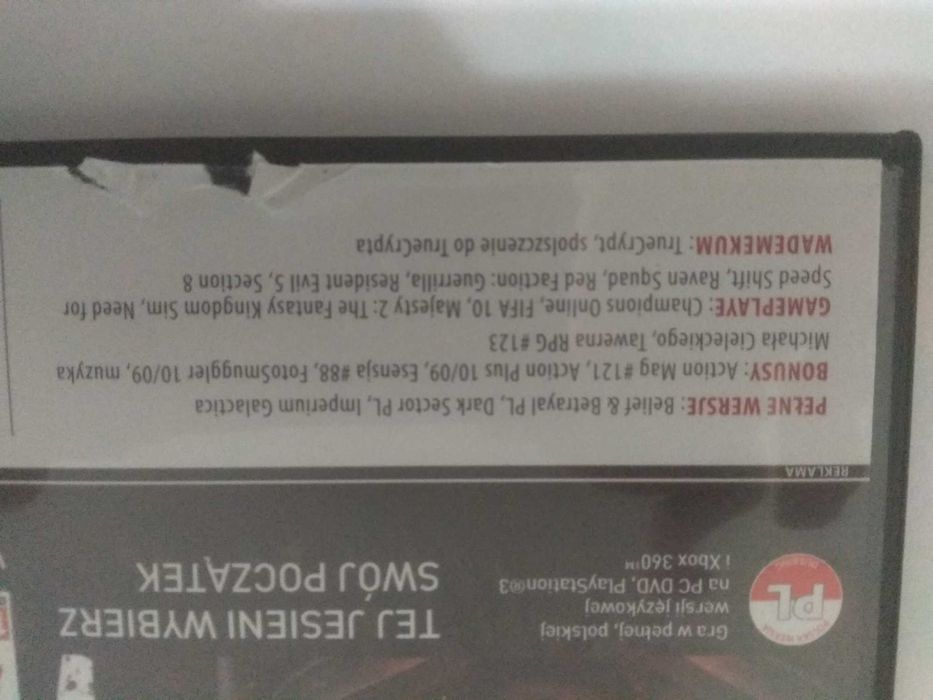 Gra w pełnej, polskiej
wersji językowej
na PC DVD, PlayStation®3
i Xbox 360™
TEJ JESIENI WYBIERZ
SWÓJ POCZĄTEK
POLSKA WERSJA
PL
REKLAMA
PEŁNE WERSJE: Belief & Betrayal PL, Dark Sector PL, Imperium Galactica
BONUSY: Action Mag #121, Action Plus 10/09, Esensja #88, FotoSmuggler 10/09, muzyka
Michała Cieleckiego, Tawerna RPG #123
GAMEPLAYE: Champions Online, FIFA 10, Majesty 2: The Fantasy Kingdom Sim, Need for
Speed Shift, Raven Squad, Red Faction: Guerrilla, Resident Evil 5, Section 8
WADEMEKUM: TrueCrypt, spolszczenie do TrueCrypta